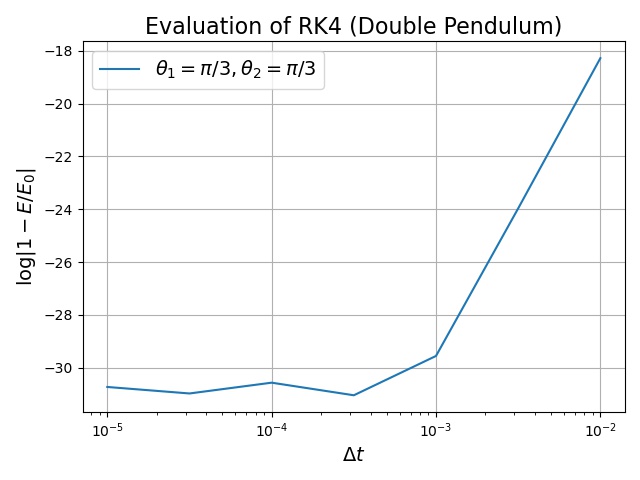 Evaluation of RK4 (Double Pendulum)
θ₁ = π/3, θ₂ = π/3
−18
−20
−22
−24
−26
−28
−30
log|1 − E/E₀|
10⁻⁵ 10⁻⁴ 10⁻³ 10⁻²
Δt